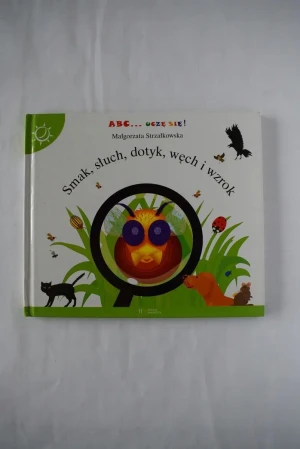 ABC... UCZĘ SIĘ!
Małgorzata Strzałkowska
Smak, słuch, dotyk, węch i wzrok